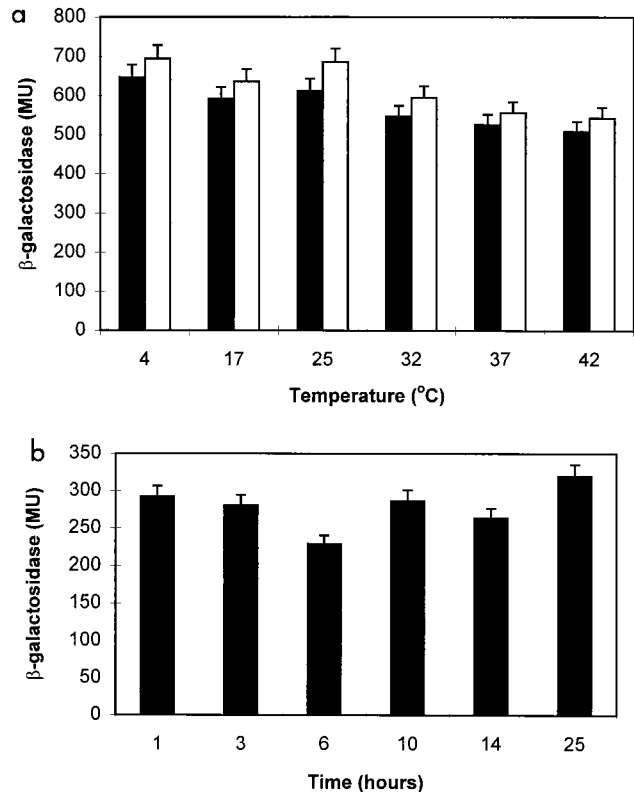 a
800
700
600
500
400
300
200
100
0
β-galactosidase (MU)
4 17 25 32 37 42
Temperature (°C)
b
350
300
250
200
150
100
50
0
β-galactosidase (MU)
1 3 6 10 14 25
Time (hours)